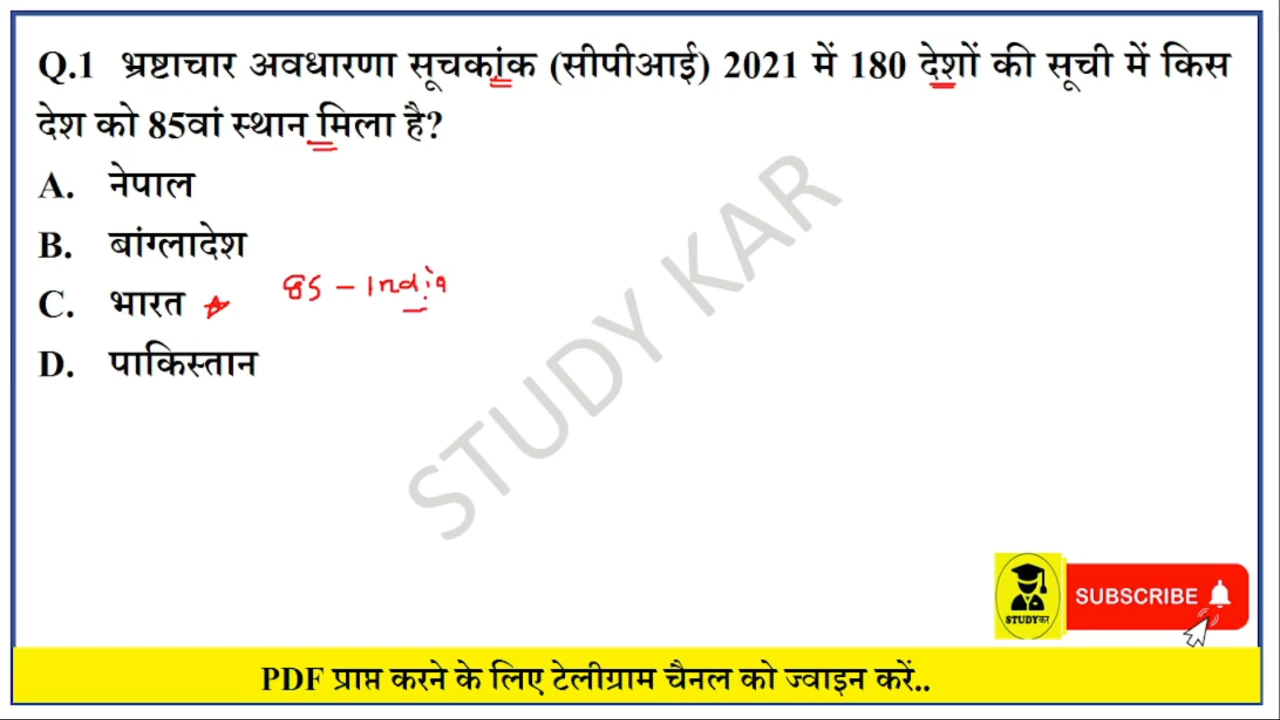 Q.1 भ्रष्टाचार अवधारणा सूचकांक (सीपीआई) 2021 में 180 देशों की सूची में किस
देश को 85वां स्थान मिला है?
A. नेपाल
B. बांग्लादेश
C. भारत
85 - India
D. पाकिस्तान
STUDY KAR
STUDYकर
SUBSCRIBE
PDF प्राप्त करने के लिए टेलीग्राम चैनल को ज्वाइन करें..